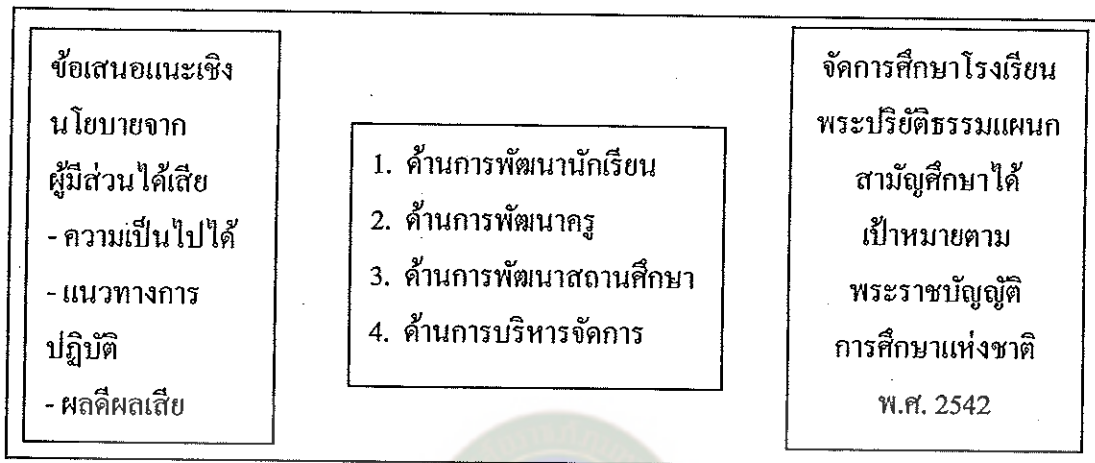 ข้อเสนอแนะเชิง
นโยบายจาก
ผู้มีส่วนได้เสีย
- ความเป็นไปได้
- แนวทางการ
ปฏิบัติ
- ผลดีผลเสีย
1. ด้านการพัฒนานักเรียน
2. ด้านการพัฒนาครู
3. ด้านการพัฒนาสถานศึกษา
4. ด้านการบริหารจัดการ
จัดการศึกษาโรงเรียน
พระปริยัติธรรมแผนก
สามัญศึกษาได้
เป้าหมายตาม
พระราชบัญญัติ
การศึกษาแห่งชาติ
พ.ศ. 2542